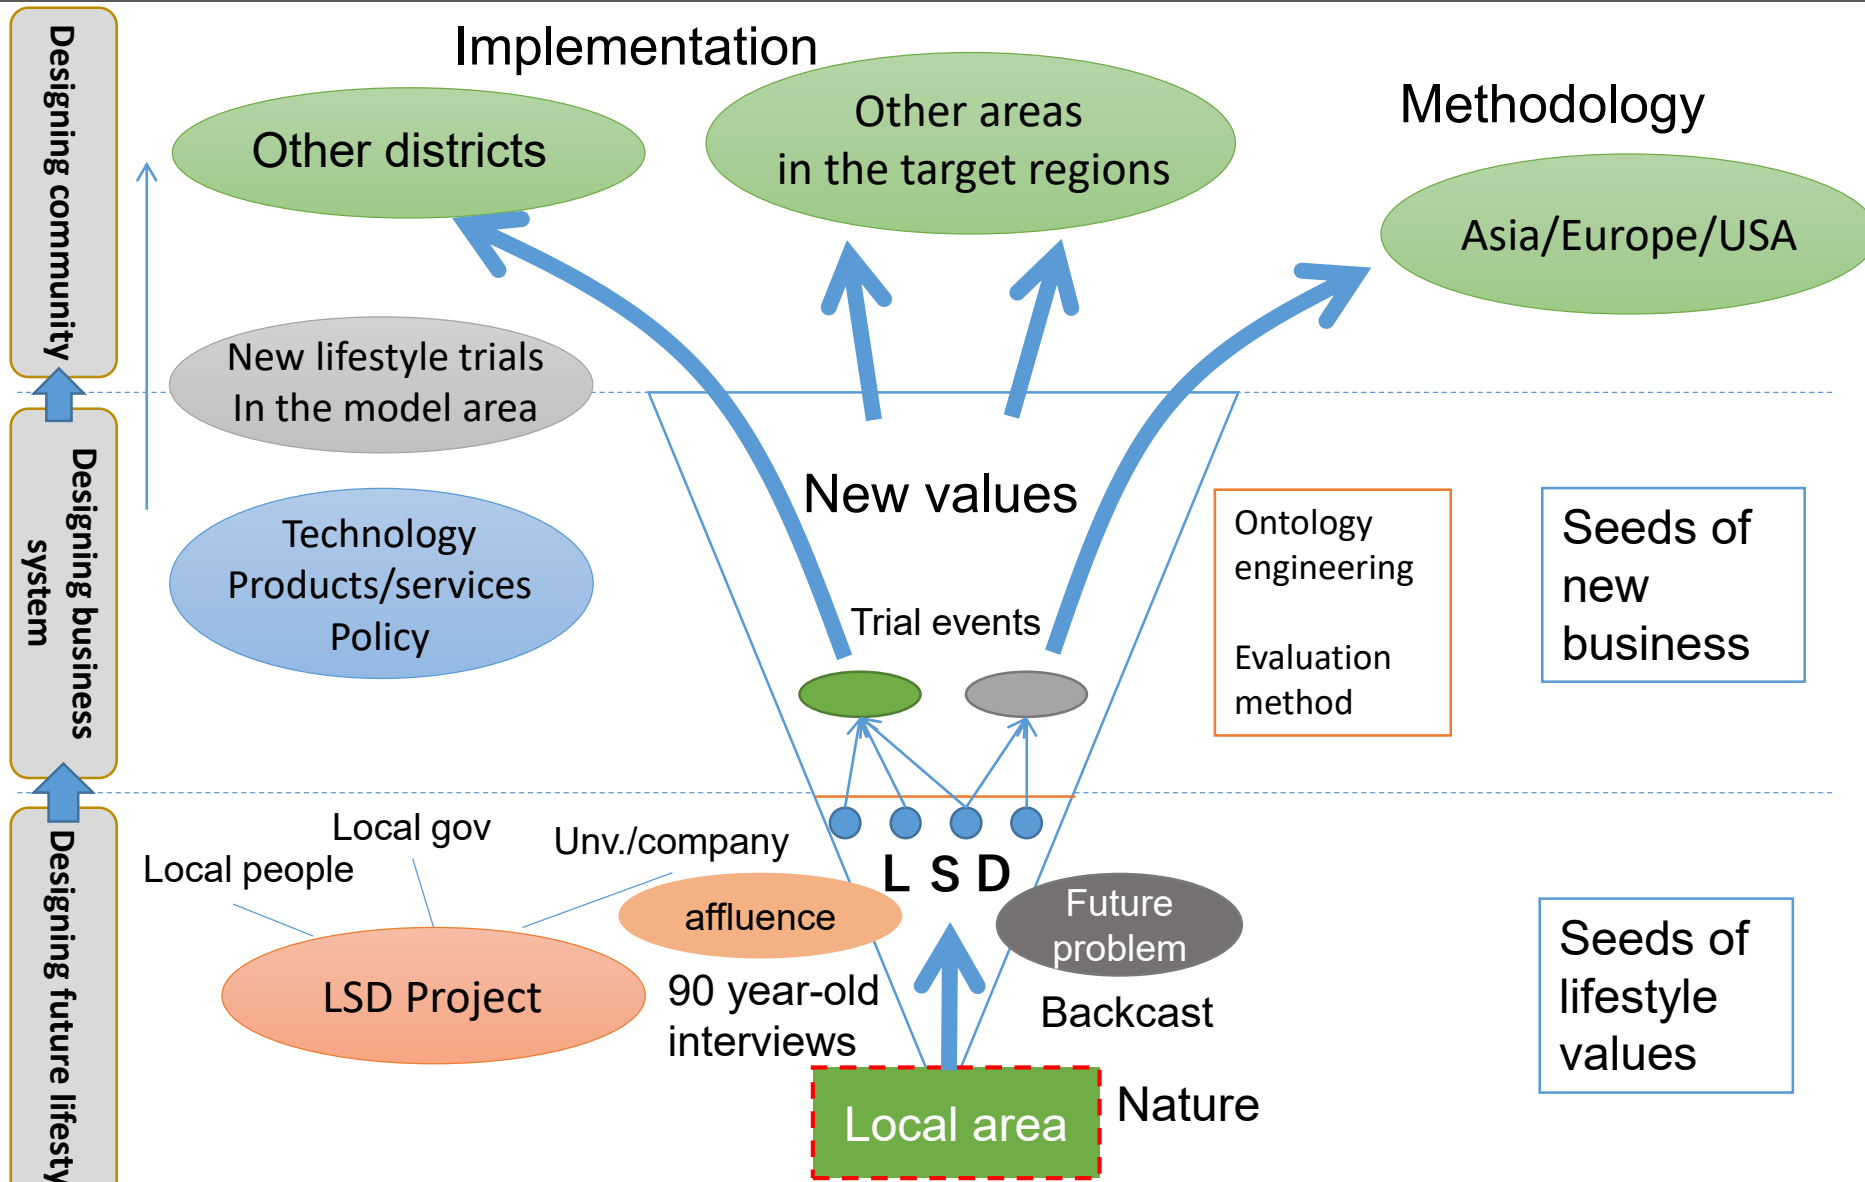 Designing community
Implementation
Methodology
Other districts
Other areas
in the target regions
Asia/Europe/USA
New lifestyle trials
In the model area
Designing business
system
New values
Technology
Products/services
Policy
Trial events
Ontology
engineering
Evaluation
method
Seeds of
new
business
Designing future
Local people
Local gov
Unv./company
L S D
affluence
Future
problem
LSD Project
90 year-old
interviews
Backcast
Seeds of
lifestyle
values
Local area
Nature